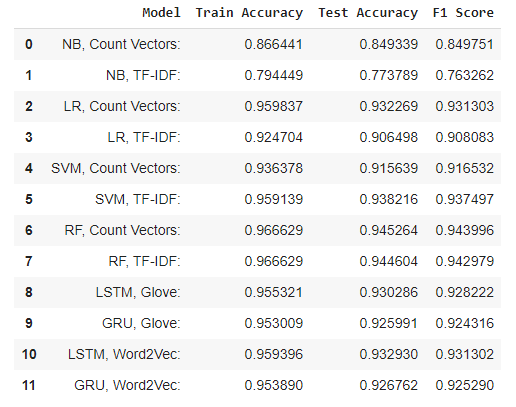 Model Train Accuracy Test Accuracy F1 Score
0 NB, Count Vectors: 0.866441 0.849339 0.849751
1 NB, TF-IDF: 0.794449 0.773789 0.763262
2 LR, Count Vectors: 0.959837 0.932269 0.931303
3 LR, TF-IDF: 0.924704 0.906498 0.908083
4 SVM, Count Vectors: 0.936378 0.915639 0.916532
5 SVM, TF-IDF: 0.959139 0.938216 0.937497
6 RF, Count Vectors: 0.966629 0.945264 0.943996
7 RF, TF-IDF: 0.966629 0.944604 0.942979
8 LSTM, Glove: 0.955321 0.930286 0.928222
9 GRU, Glove: 0.953009 0.925991 0.924316
10 LSTM, Word2Vec: 0.959396 0.932930 0.931302
11 GRU, Word2Vec: 0.953890 0.926762 0.925290